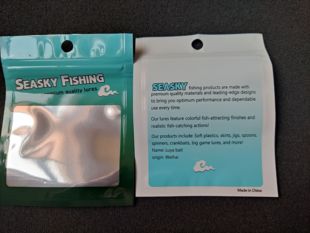 SEASKY FISHING
premium quality lures
SEASKY fishing products are made with
premium quality materials and leading-edge designs
to bring you optimum performance and dependable
use every time.
Our lures feature colorful fish-attracting finishes and
realistic fish-catching actions!
Our products include: Soft plastics, skirts, jigs, spoons,
spinners, crankbaits, big game lures, and more!
Name: Luya bait
origin: Weihai
Made in China